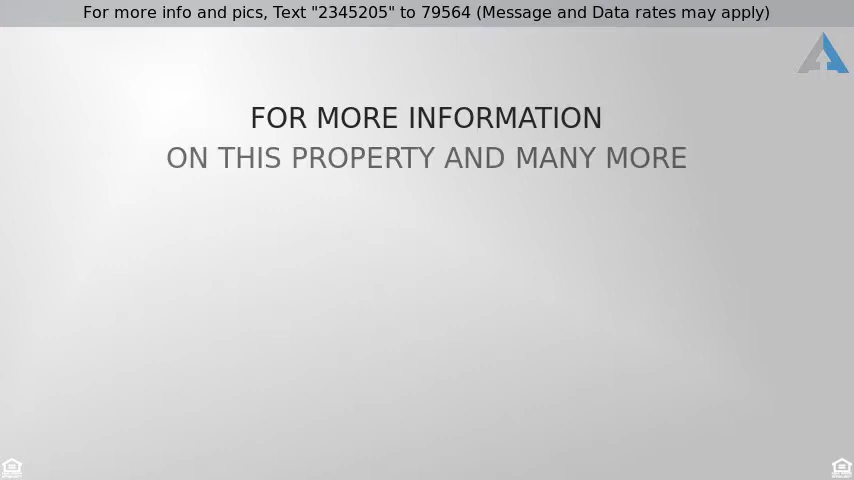 For more info and pics, Text "2345205" to 79564 (Message and Data rates may apply)
FOR MORE INFORMATION
ON THIS PROPERTY AND MANY MORE